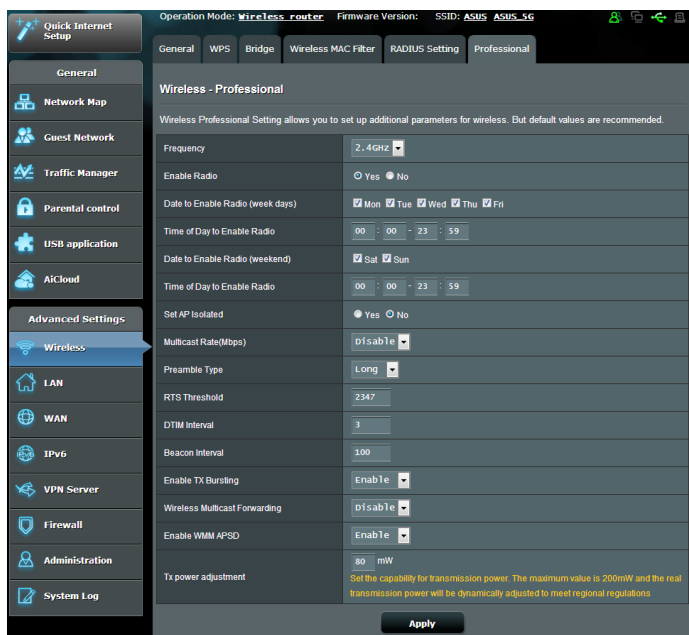 Quick Internet
Setup
General
Network Map
Guest Network
Traffic Manager
Parental control
USB application
AiCloud
Advanced Settings
Wireless
LAN
WAN
IPv6
VPN Server
Firewall
Administration
System Log
Operation Mode: Wireless router Firmware Version: SSID: ASUS ASUS_5G
General WPS Bridge Wireless MAC Filter RADIUS Setting Professional
Wireless - Professional
Wireless Professional Setting allows you to set up additional parameters for wireless. But default values are recommended.
Frequency 2.4GHz
Enable Radio Yes No
Date to Enable Radio (week days) Mon Tue Wed Thu Fri
Time of Day to Enable Radio 00 : 00 - 23 : 59
Date to Enable Radio (weekend) Sat Sun
Time of Day to Enable Radio 00 : 00 - 23 : 59
Set AP Isolated Yes No
Multicast Rate(Mbps) Disable
Preamble Type Long
RTS Threshold 2347
DTIM Interval 3
Beacon Interval 100
Enable TX Bursting Enable
Wireless Multicast Forwarding Disable
Enable WMM APSD Enable
Tx power adjustment 80 mW
Set the capability for transmission power. The maximum value is 200mW and the real
transmission power will be dynamically adjusted to meet regional regulations
Apply